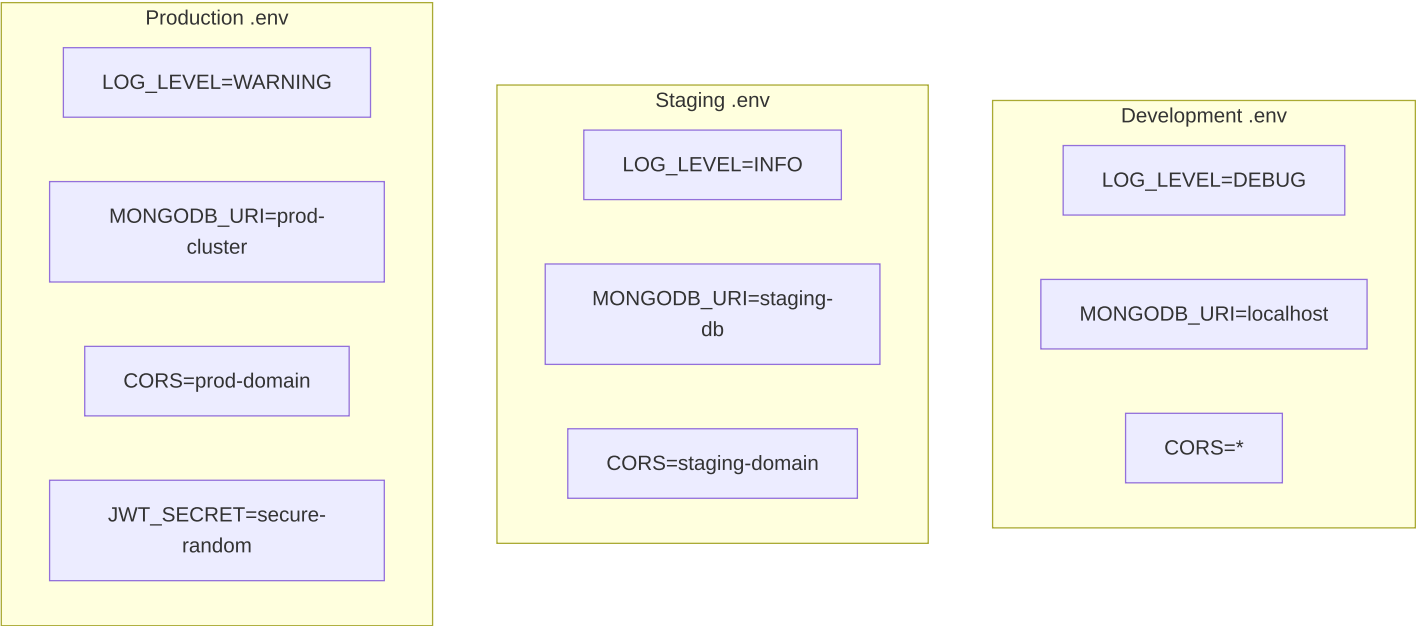 Production .env
LOG_LEVEL=WARNING
MONGODB_URI=prod-
cluster
CORS=prod-domain
JWT_SECRET=secure-
random
Staging .env
LOG_LEVEL=INFO
MONGODB_URI=staging-
db
CORS=staging-domain
Development .env
LOG_LEVEL=DEBUG
MONGODB_URI=localhost
CORS=*